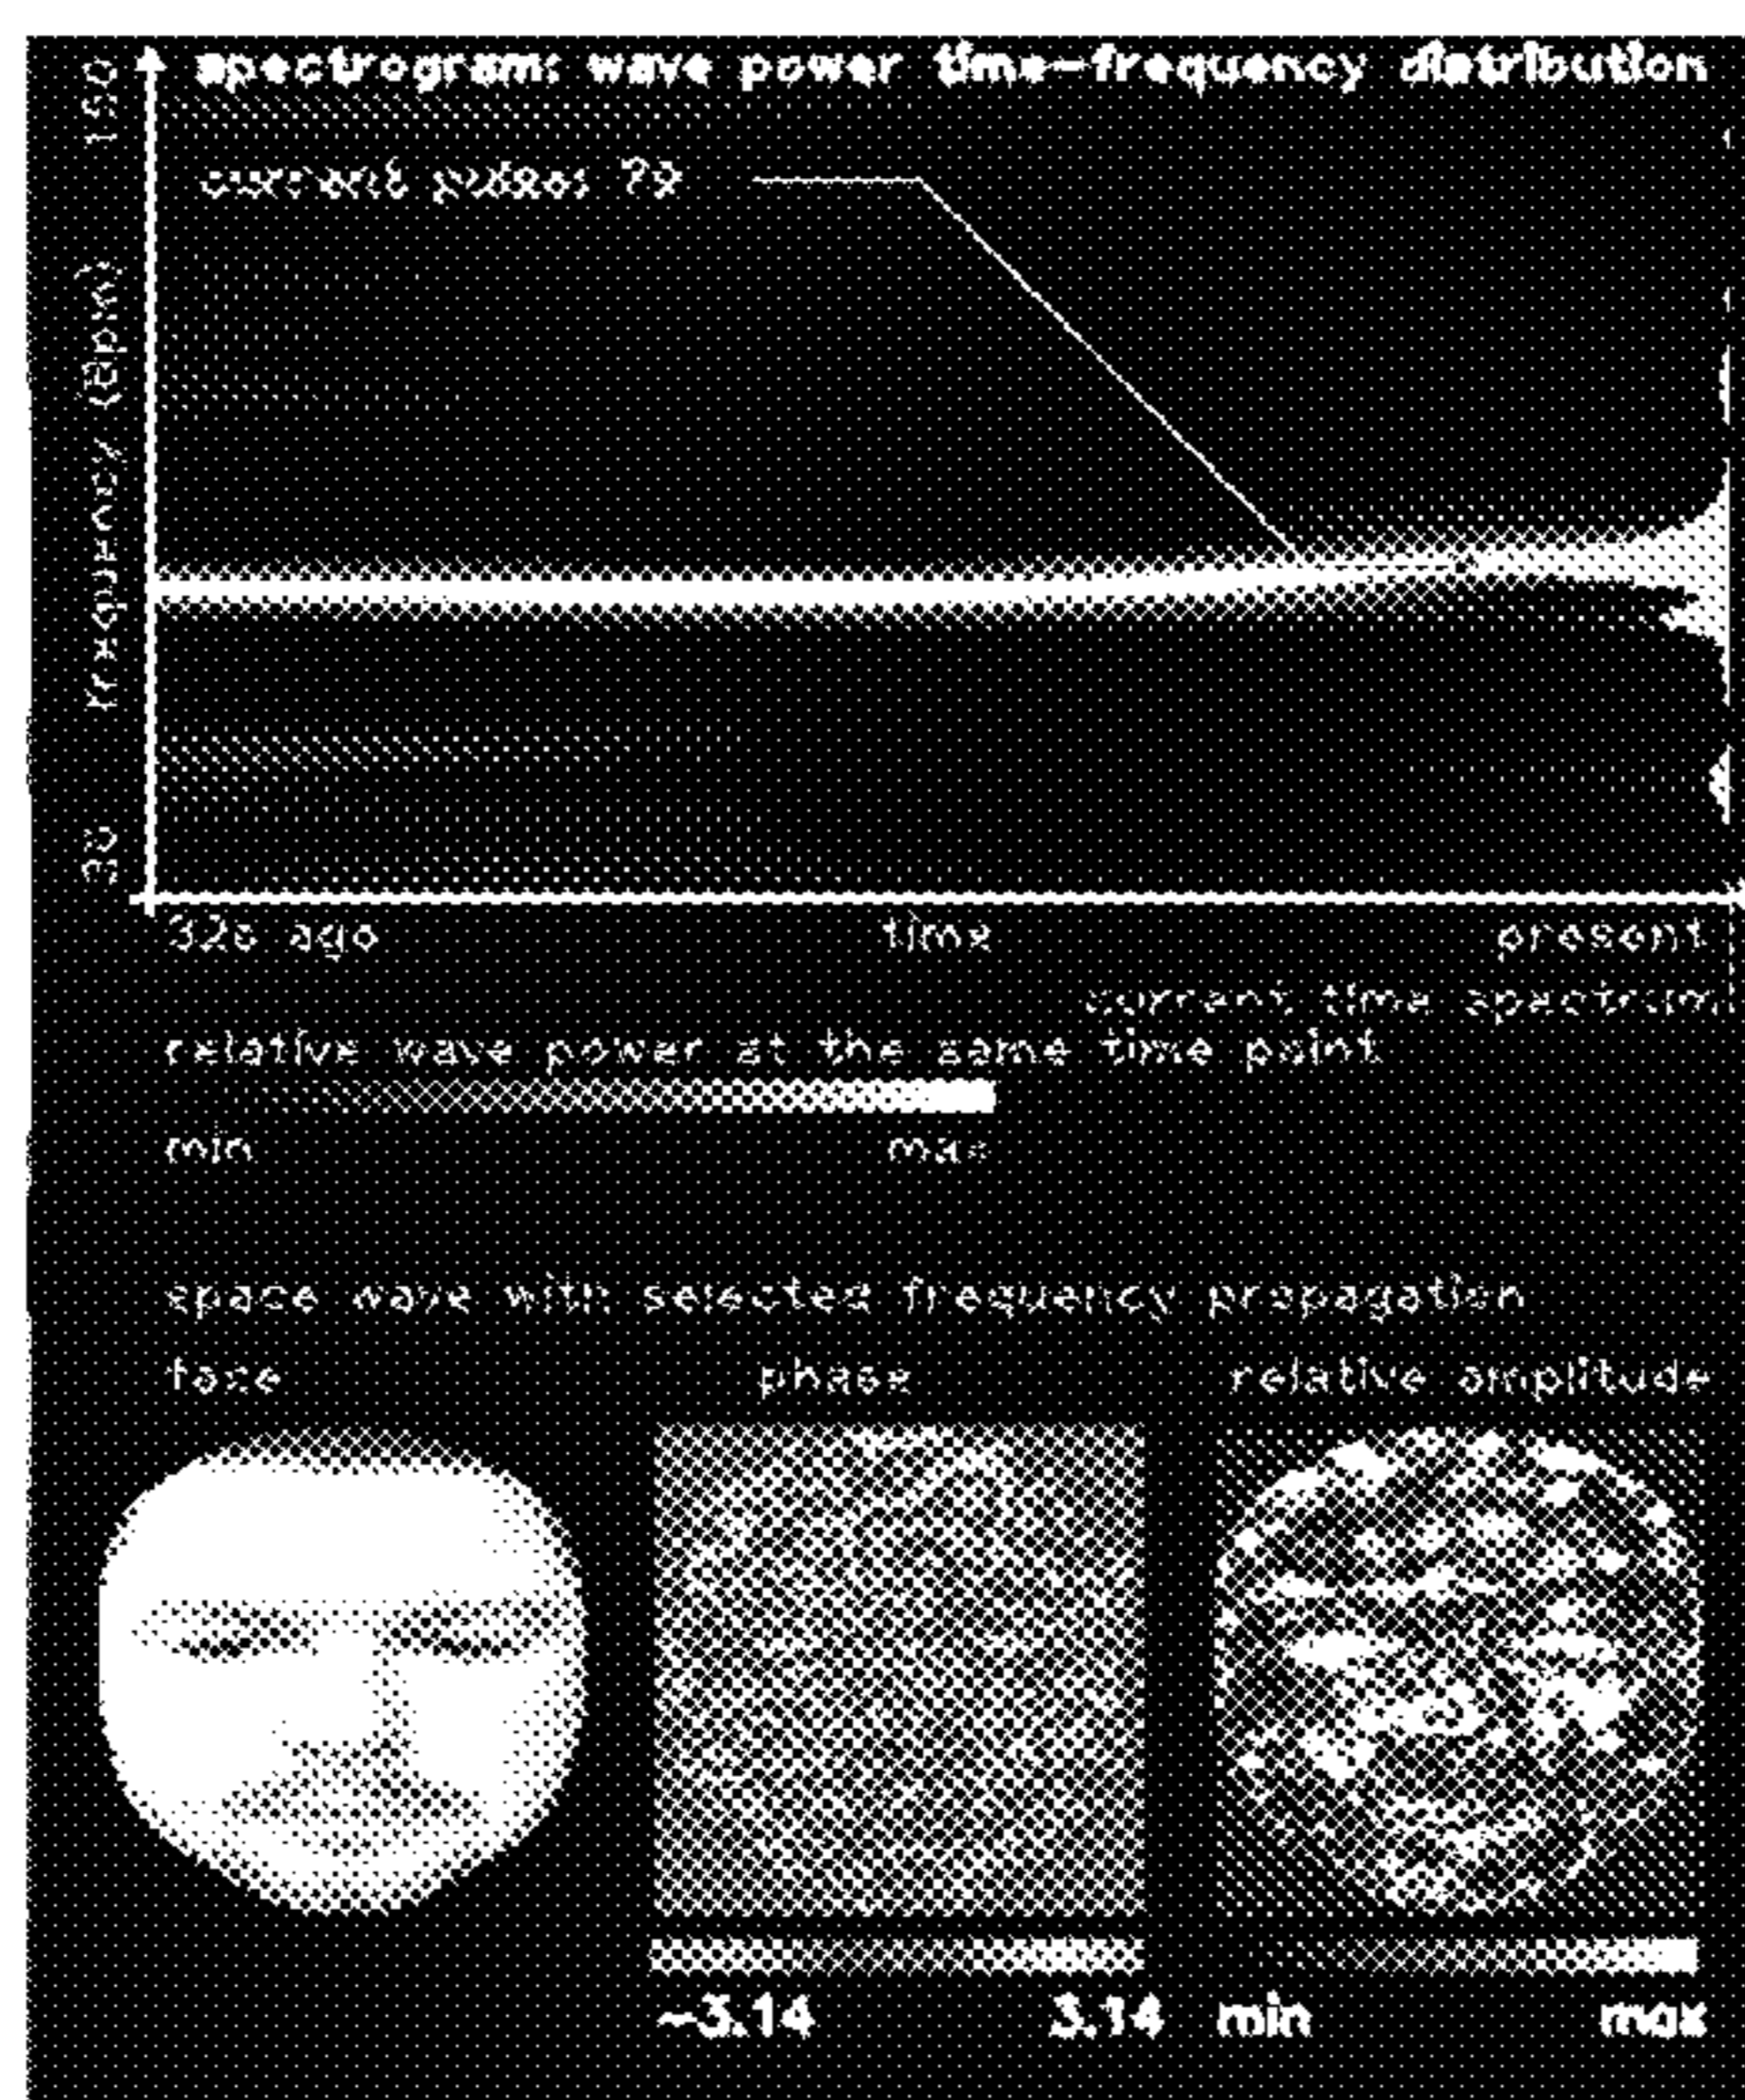 spectrogram: wave power time-frequency distribution
current pulse: 79
150
frequency (Bpm)
30
32s ago time present
current time spectrum
relative wave power at the same time point
min max
space wave with selected frequency propagation
face phase relative amplitude
-3.14 3.14 min max